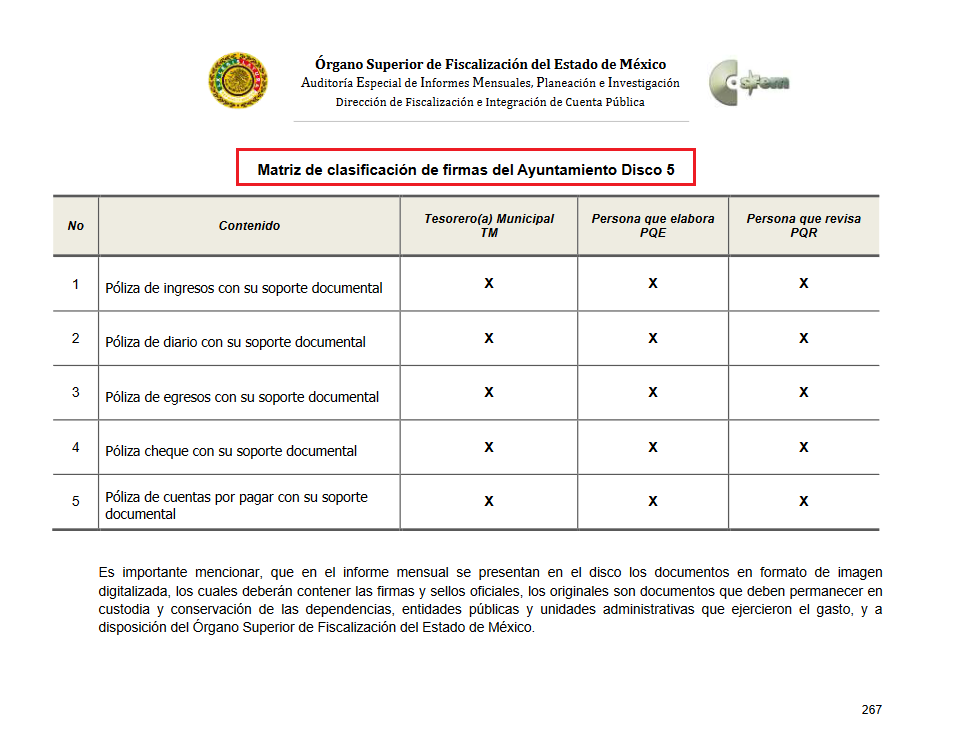 Órgano Superior de Fiscalización del Estado de México
Auditoría Especial de Informes Mensuales, Planeación e Investigación
Dirección de Fiscalización e Integración de Cuenta Pública
osfem
Matriz de clasificación de firmas del Ayuntamiento Disco 5
No Contenido Tesorero(a) Municipal TM Persona que elabora PQE Persona que revisa PQR
1 Póliza de ingresos con su soporte documental X X X
2 Póliza de diario con su soporte documental X X X
3 Póliza de egresos con su soporte documental X X X
4 Póliza cheque con su soporte documental X X X
5 Póliza de cuentas por pagar con su soporte documental X X X
Es importante mencionar, que en el informe mensual se presentan en el disco los documentos en formato de imagen
digitalizada, los cuales deberán contener las firmas y sellos oficiales, los originales son documentos que deben permanecer en
custodia y conservación de las dependencias, entidades públicas y unidades administrativas que ejercieron el gasto, y a
disposición del Órgano Superior de Fiscalización del Estado de México.
267